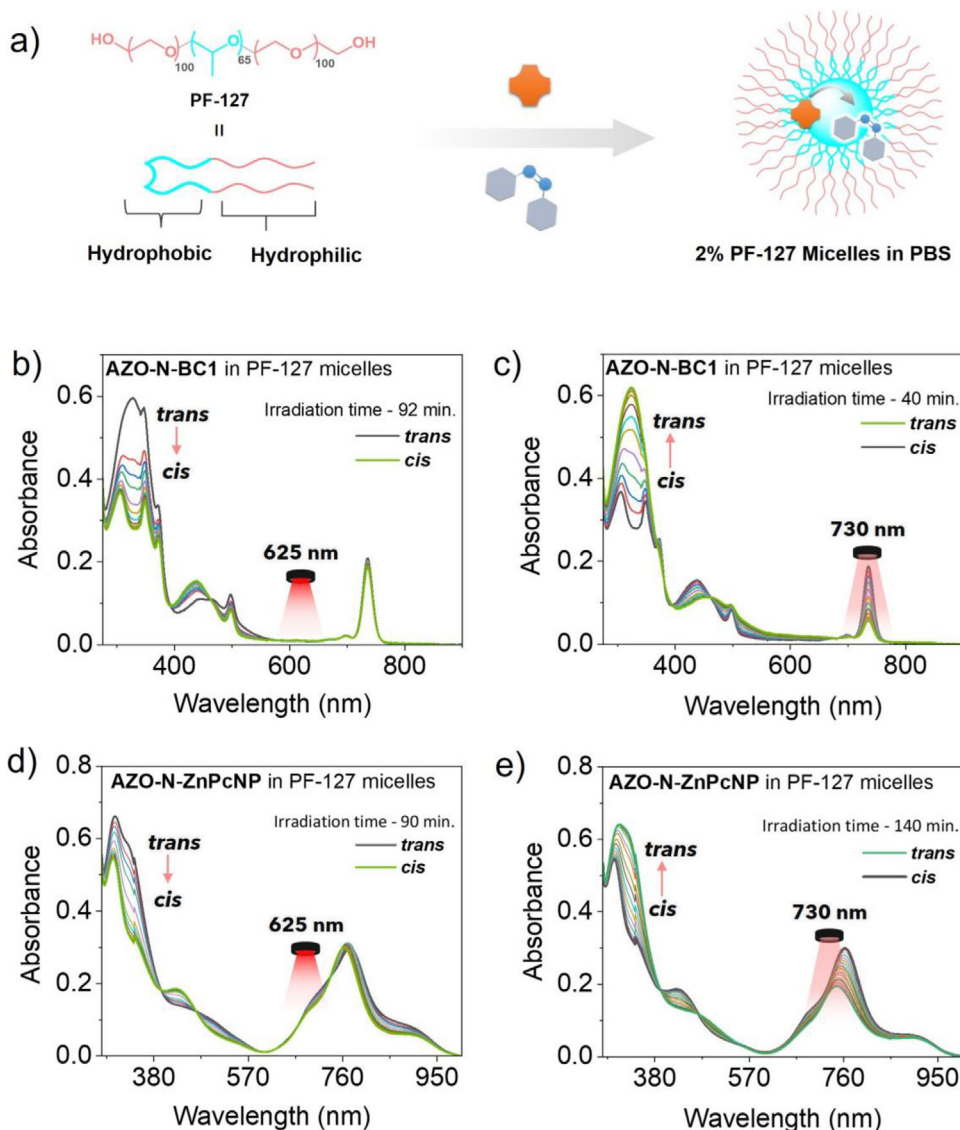 a)
HO
O
100
O
65
O
100
OH
PF-127
=
Hydrophobic
Hydrophilic
2% PF-127 Micelles in PBS
b)
AZO-N-BC1 in PF-127 micelles
trans
cis
Irradiation time - 92 min.
trans
cis
625 nm
Absorbance
0.6
0.4
0.2
0.0
400
600
800
Wavelength (nm)
c)
AZO-N-BC1 in PF-127 micelles
Irradiation time - 40 min.
trans
cis
trans
cis
730 nm
Absorbance
0.6
0.4
0.2
0.0
400
600
800
Wavelength (nm)
d)
AZO-N-ZnPcNP in PF-127 micelles
Irradiation time - 90 min.
trans
cis
trans
cis
625 nm
Absorbance
0.8
0.6
0.4
0.2
0.0
380
570
760
950
Wavelength (nm)
e)
AZO-N-ZnPcNP in PF-127 micelles
Irradiation time - 140 min.
trans
cis
trans
cis
730 nm
Absorbance
0.8
0.6
0.4
0.2
0.0
380
570
760
950
Wavelength (nm)